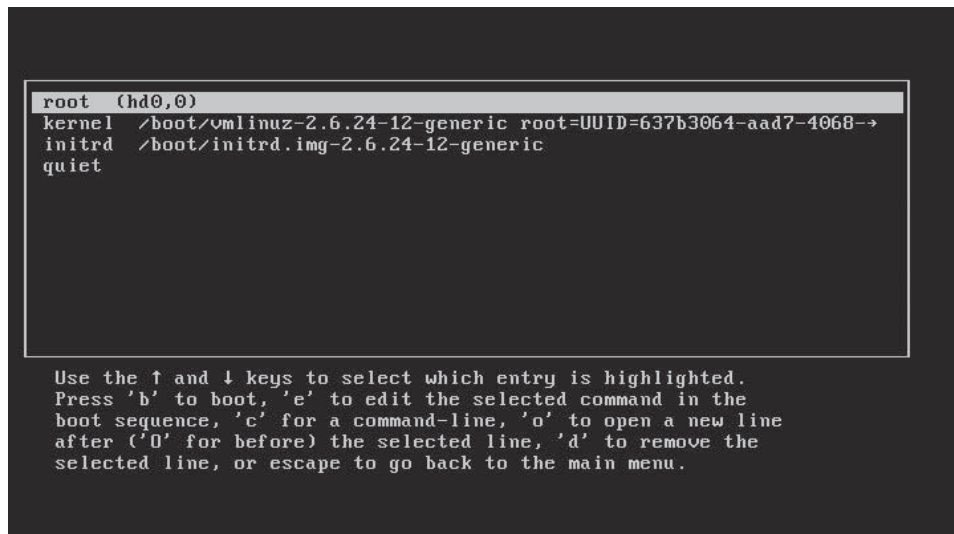 root (hd0,0)
kernel /boot/vmlinuz-2.6.24-12-generic root=UUID=637b3064-aad7-4068-→
initrd /boot/initrd.img-2.6.24-12-generic
quiet
Use the ↑ and ↓ keys to select which entry is highlighted.
Press 'b' to boot, 'e' to edit the selected command in the
boot sequence, 'c' for a command-line, 'o' to open a new line
after ('O' for before) the selected line, 'd' to remove the
selected line, or escape to go back to the main menu.